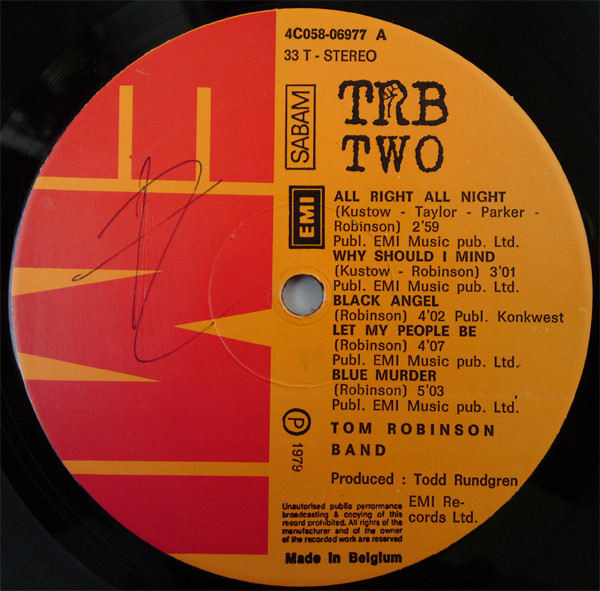 4C058-06977 A
33 T - STEREO
SABAM
TRB
TWO
EMI
ALL RIGHT ALL NIGHT
(Kustow - Taylor - Parker -
Robinson) 2'59
Publ. EMI Music pub. Ltd.
WHY SHOULD I MIND
(Kustow - Robinson) 3'01
Publ. EMI Music pub. Ltd.
BLACK ANGEL
(Robinson) 4'02 Publ. Konkwest
LET MY PEOPLE BE
(Robinson) 4'07
Publ. EMI Music pub. Ltd.
BLUE MURDER
(Robinson) 5'03
Publ. EMI Music pub. Ltd.
TOM ROBINSON
BAND
Ⓟ 1979
Produced : Todd Rundgren
EMI Re-
cords Ltd.
Unautorised public performance
broadcasting & copying of this
record prohibited. All rights of the
manufacturer and of the owner
of the recorded work are reserved
Made in Belgium